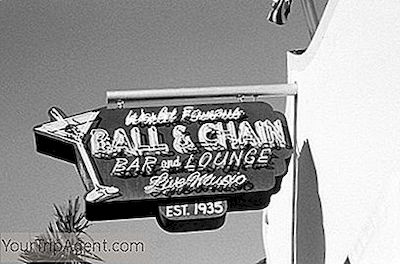 World Famous
BALL & CHAIN
BAR and LOUNGE
Live Music
EST. 1935
YourTripAgent.com